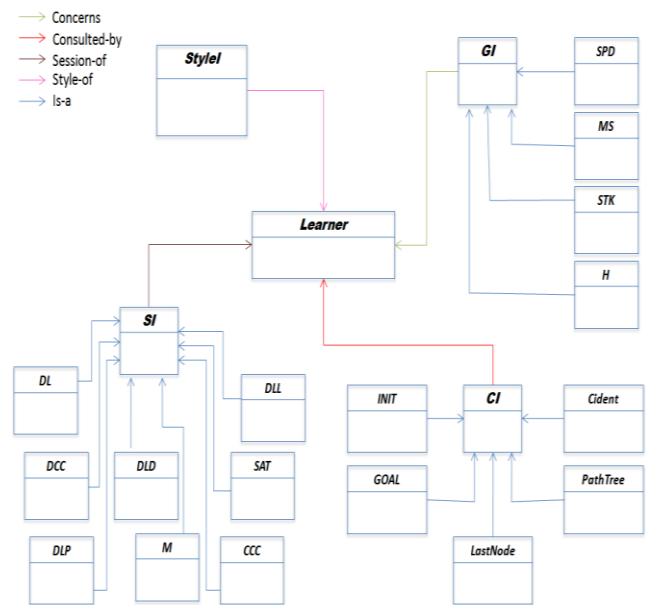 Concerns
Consulted-by
Session-of
Style-of
Is-a
StyleI
GI
SPD
MS
STK
H
Learner
SI
DL
DLL
DCC
DLD
SAT
DLP
M
CCC
CI
INIT
Cident
GOAL
PathTree
LastNode